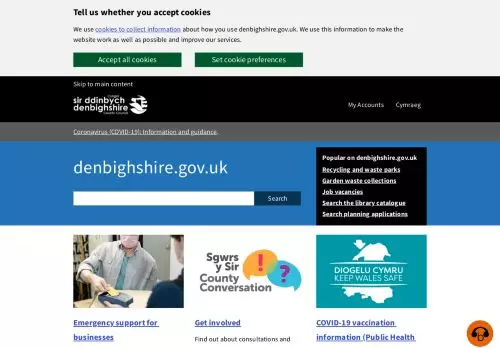 Tell us whether you accept cookies
We use cookies to collect information about how you use denbighshire.gov.uk. We use this information to make the
website work as well as possible and improve our services.
Accept all cookies
Set cookie preferences
Skip to main content
Cyngor
sir ddinbych
denbighshire
County Council
My Accounts
Cymraeg
Coronavirus (COVID-19): Information and guidance
denbighshire.gov.uk
Search
Popular on denbighshire.gov.uk
Recycling and waste parks
Garden waste collections
Job vacancies
Search the library catalogue
Search planning applications
Sgwrs
y Sir
County
Conversation
! ?
DIOGELU CYMRU
KEEP WALES SAFE
Emergency support for
businesses
Get involved
Find out about consultations and
COVID-19 vaccination
information (Public Health